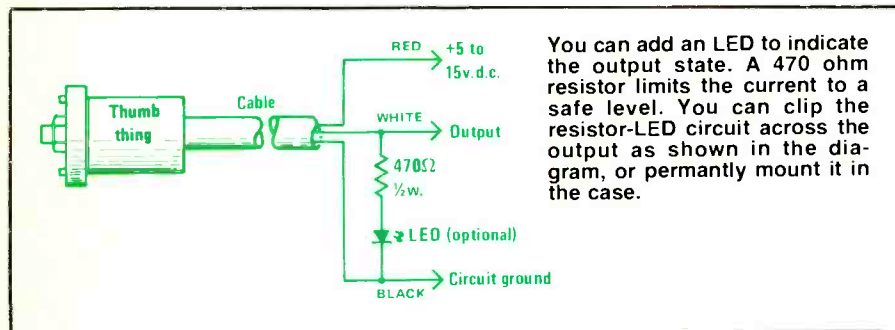 RED
+5 to
15v.d.c.
Thumb
thing
Cable
WHITE
Output
470Ω
½w.
LED (optional)
Circuit ground
BLACK
You can add an LED to indicate
the output state. A 470 ohm
resistor limits the current to a
safe level. You can clip the
resistor-LED circuit across the
output as shown in the dia-
gram, or permantly mount it in
the case.